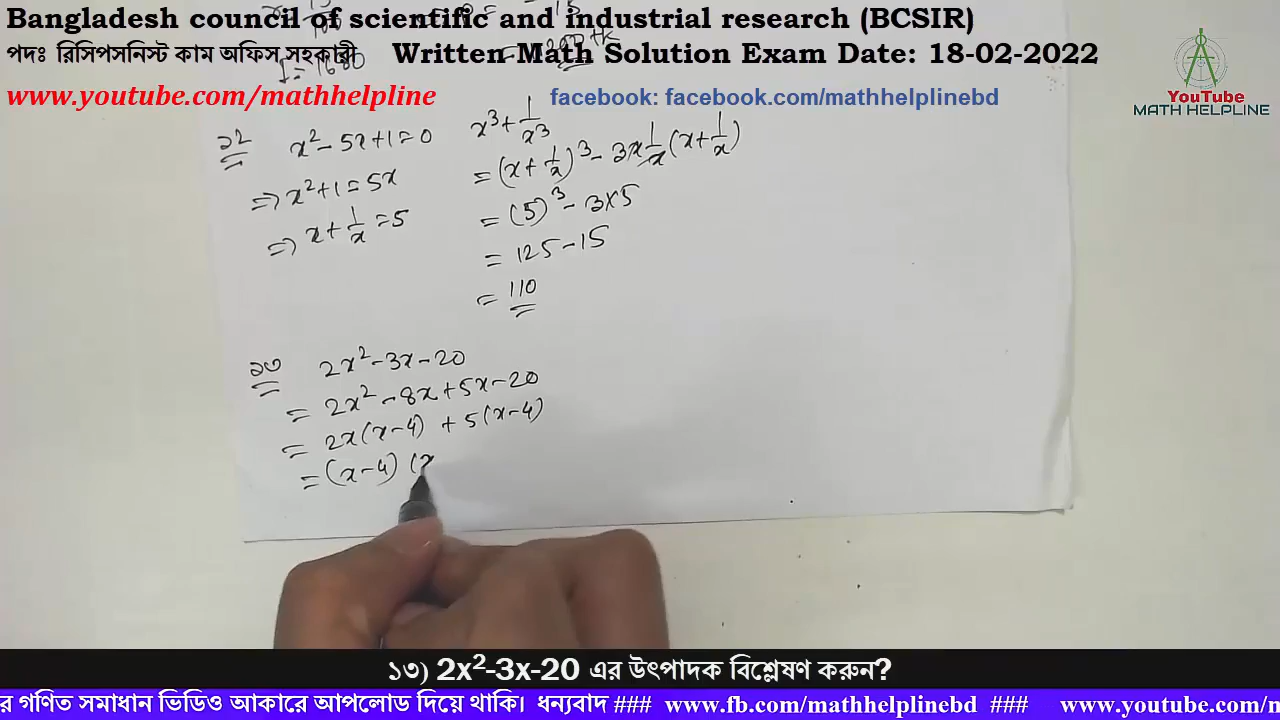 Bangladesh council of scientific and industrial research (BCSIR)
পদঃ রিসিপসনিস্ট কাম অফিস সহকারী Written Math Solution Exam Date: 18-02-2022
www.youtube.com/mathhelpline facebook: facebook.com/mathhelplinebd
YouTube
MATH HELPLINE
১২
x² - 5x + 1 = 0
⇒ x² + 1 = 5x
⇒ x + 1/x = 5
x³ + 1/x³
= (x + 1/x)³ - 3x 1/x (x + 1/x)
= (5)³ - 3×5
= 125 - 15
= 110
১৩ 2x² - 3x - 20
= 2x² - 8x + 5x - 20
= 2x(x-4) + 5(x-4)
= (x-4) (
১৩) 2x²-3x-20 এর উৎপাদক বিশ্লেষণ করুন?
র গণিত সমাধান ভিডিও আকারে আপলোড দিয়ে থাকি। ধন্যবাদ ### www.fb.com/mathhelplinebd ### www.youtube.com/